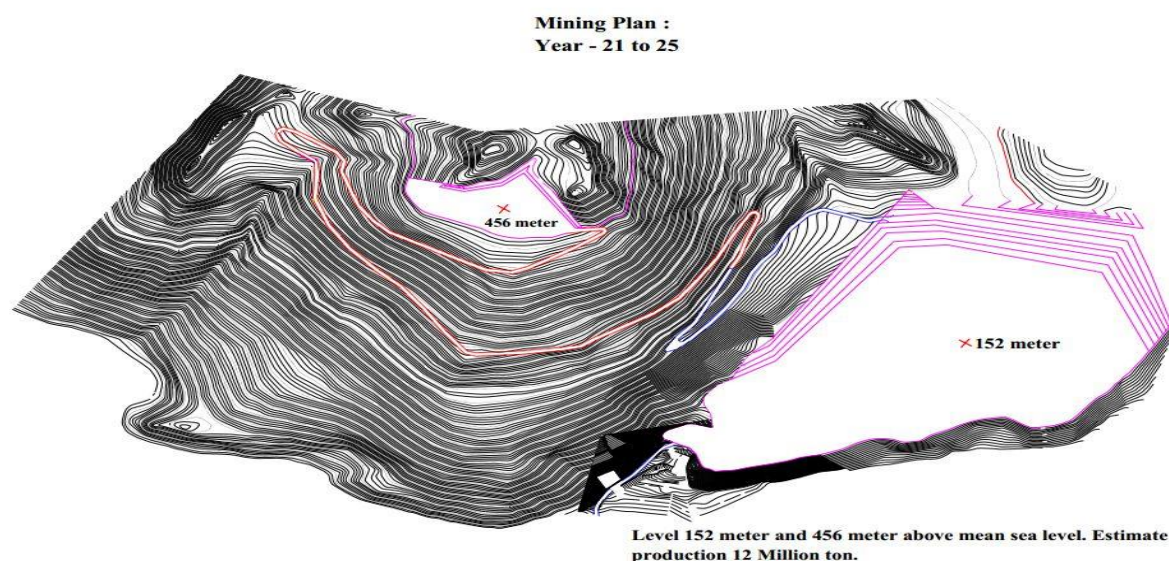 Mining Plan :
Year - 21 to 25
456 meter
152 meter
Level 152 meter and 456 meter above mean sea level. Estimate
production 12 Million ton.